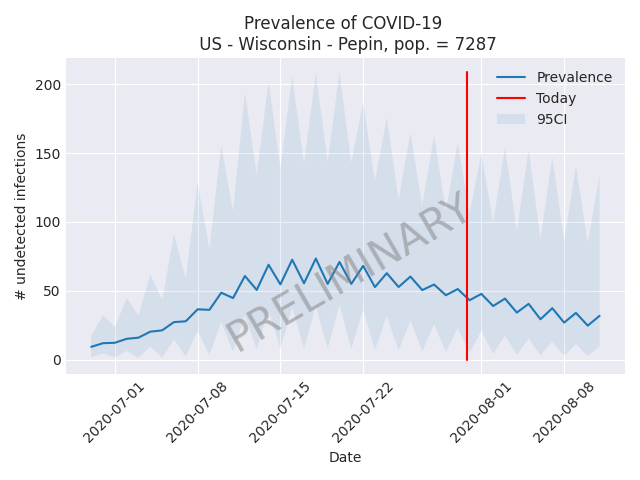 Prevalence of COVID-19
US - Wisconsin - Pepin, pop. = 7287
# undetected infections
200
150
100
50
0
Prevalence
Today
95CI
PRELIMINARY
2020-07-01
2020-07-08
2020-07-15
2020-07-22
2020-08-01
2020-08-08
Date